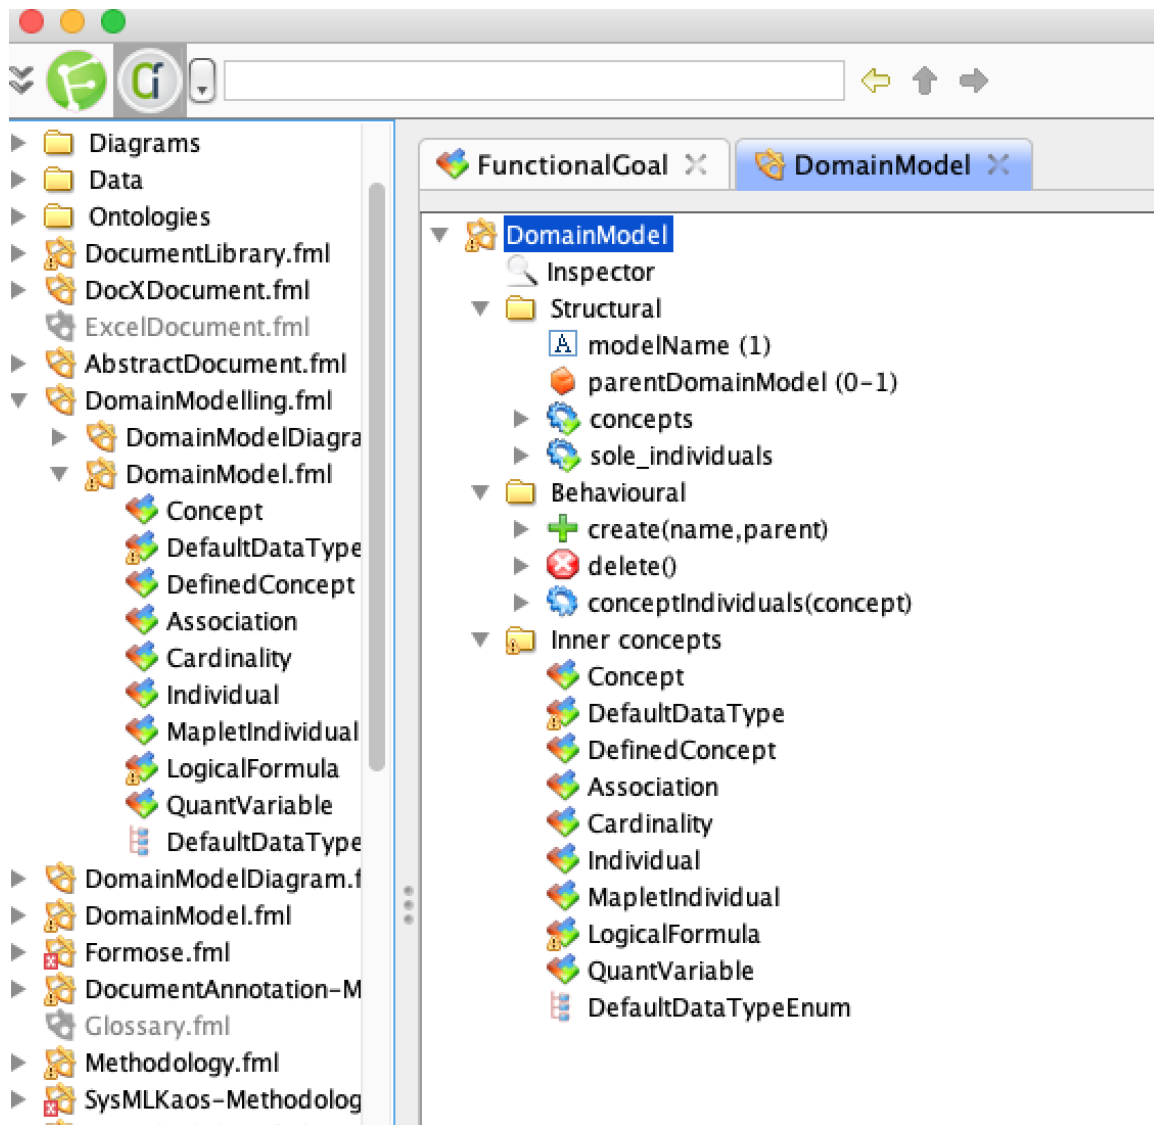 Diagrams
Data
Ontologies
DocumentLibrary.fml
DocXDocument.fml
ExcelDocument.fml
AbstractDocument.fml
DomainModelling.fml
DomainModelDiagra
DomainModel.fml
Concept
DefaultDataType
DefinedConcept
Association
Cardinality
Individual
MapletIndividual
LogicalFormula
QuantVariable
DefaultDataType
DomainModelDiagram.f
DomainModel.fml
Formose.fml
DocumentAnnotation-M
Glossary.fml
Methodology.fml
SysMLKaos-Methodolog
FunctionalGoal
DomainModel
DomainModel
Inspector
Structural
modelName (1)
parentDomainModel (0-1)
concepts
sole_individuals
Behavioural
create(name,parent)
delete()
conceptIndividuals(concept)
Inner concepts
Concept
DefaultDataType
DefinedConcept
Association
Cardinality
Individual
MapletIndividual
LogicalFormula
QuantVariable
DefaultDataTypeEnum